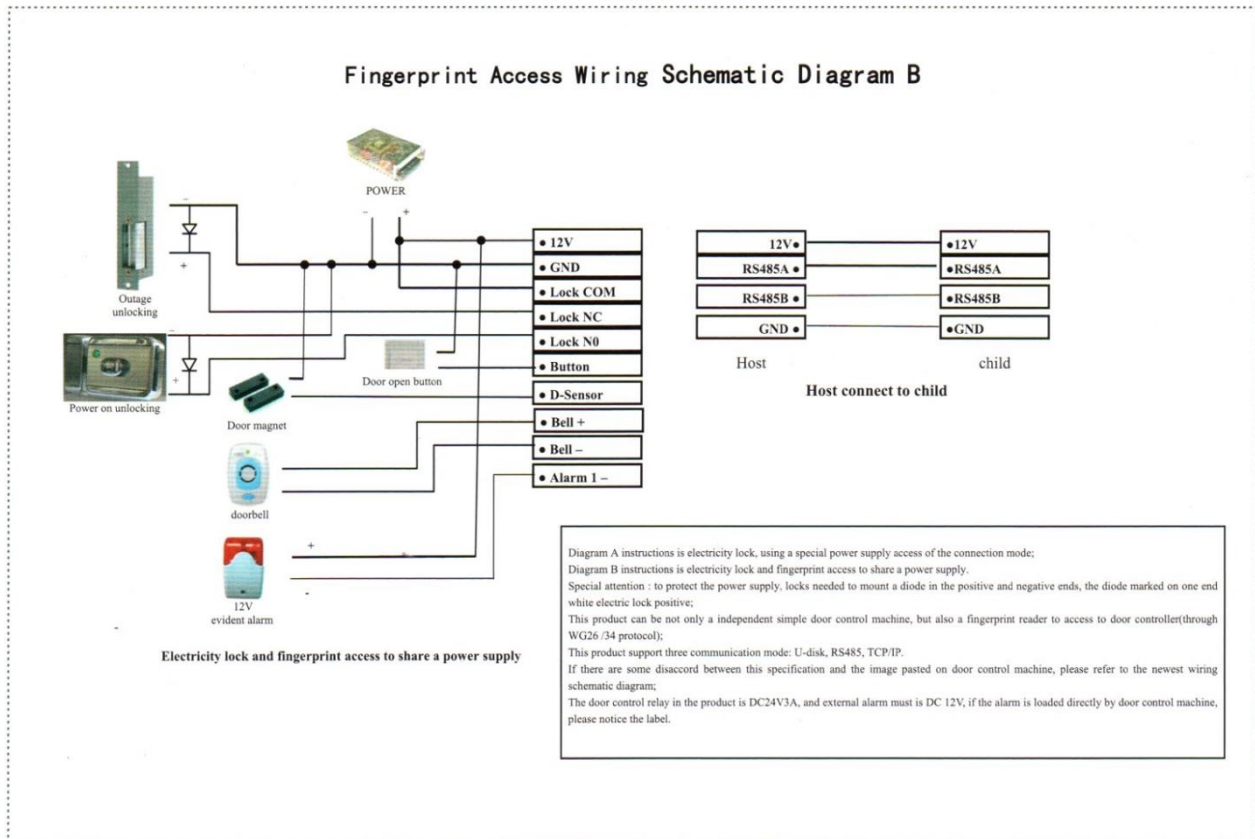 Fingerprint Access Wiring Schematic Diagram B
POWER
−
+
−
+
Outage
unlocking
−
+
Power on unlocking
Door magnet
Door open button
doorbell
+
-
12V
evident alarm
• 12V
• GND
• Lock COM
• Lock NC
• Lock N0
• Button
• D-Sensor
• Bell +
• Bell –
• Alarm 1 –
Electricity lock and fingerprint access to share a power supply
12V•
RS485A •
RS485B •
GND •
•12V
•RS485A
•RS485B
•GND
Host
child
Host connect to child
Diagram A instructions is electricity lock, using a special power supply access of the connection mode;
Diagram B instructions is electricity lock and fingerprint access to share a power supply.
Special attention : to protect the power supply, locks needed to mount a diode in the positive and negative ends, the diode marked on one end
white electric lock positive;
This product can be not only a independent simple door control machine, but also a fingerprint reader to access to door controller(through
WG26 /34 protocol);
This product support three communication mode: U-disk, RS485, TCP/IP.
If there are some disaccord between this specification and the image pasted on door control machine, please refer to the newest wiring
schematic diagram;
The door control relay in the product is DC24V3A, and external alarm must is DC 12V, if the alarm is loaded directly by door control machine,
please notice the label.